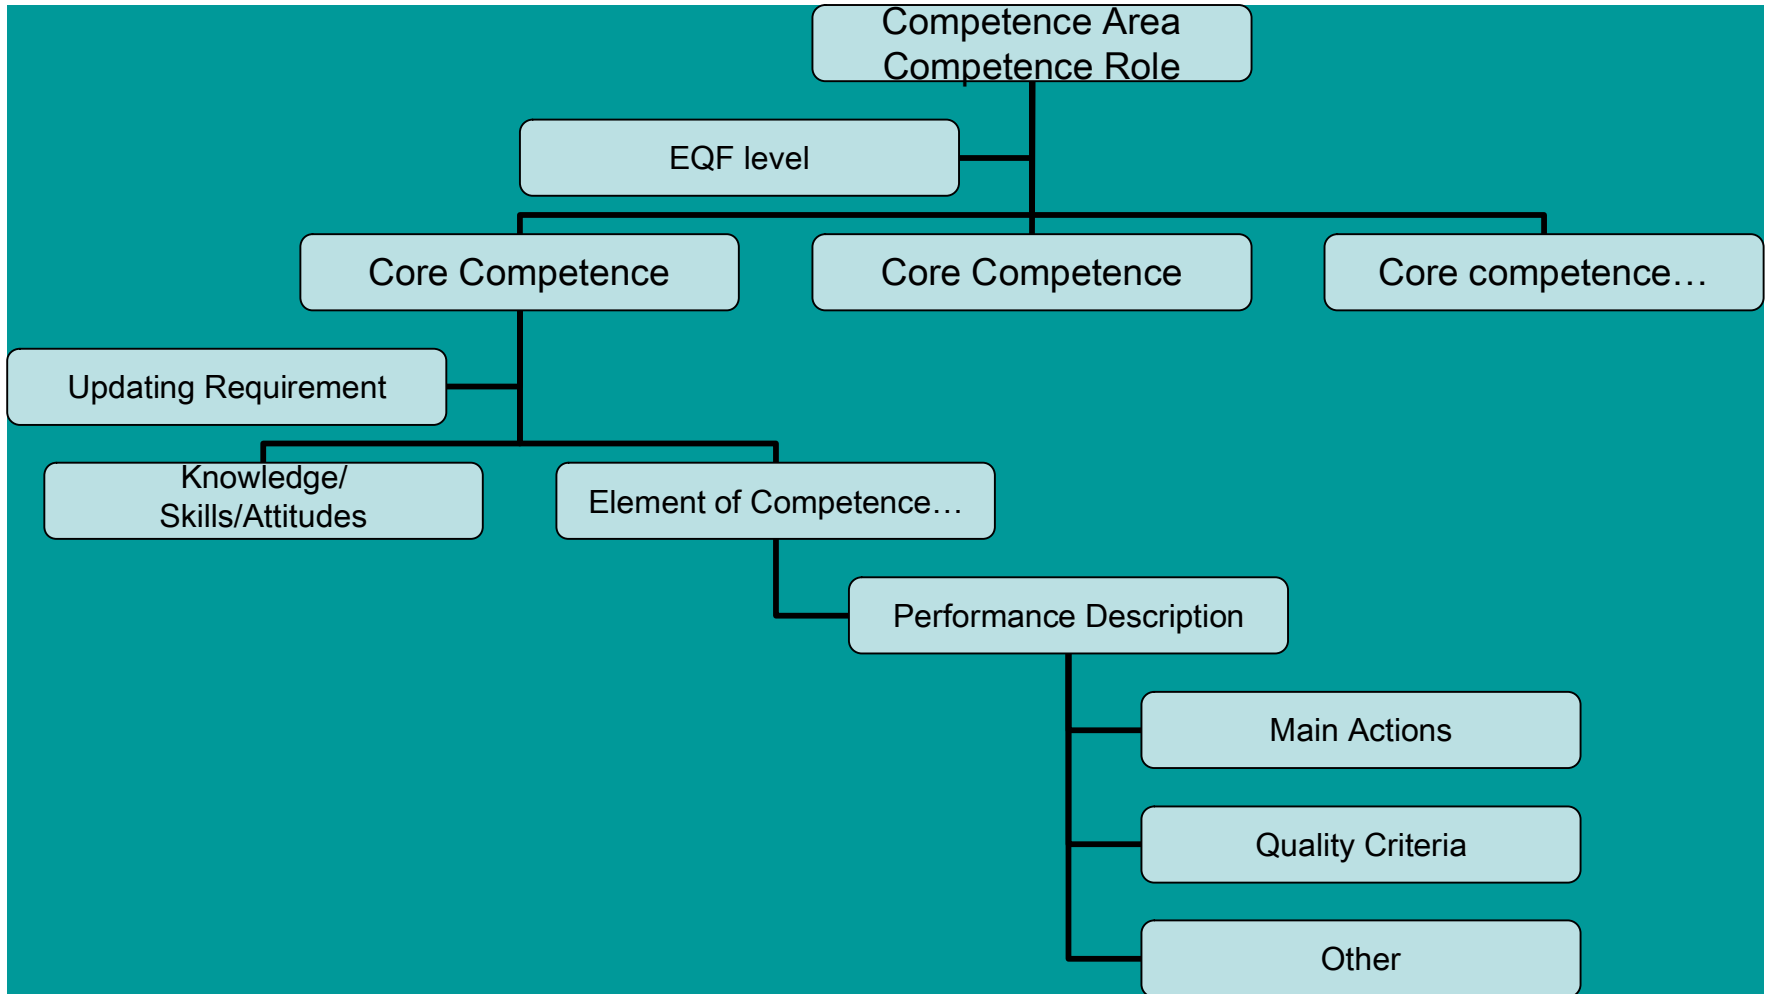 Competence Area
Competence Role
EQF level
Core Competence
Core Competence
Core competence…
Updating Requirement
Knowledge/
Skills/Attitudes
Element of Competence…
Performance Description
Main Actions
Quality Criteria
Other